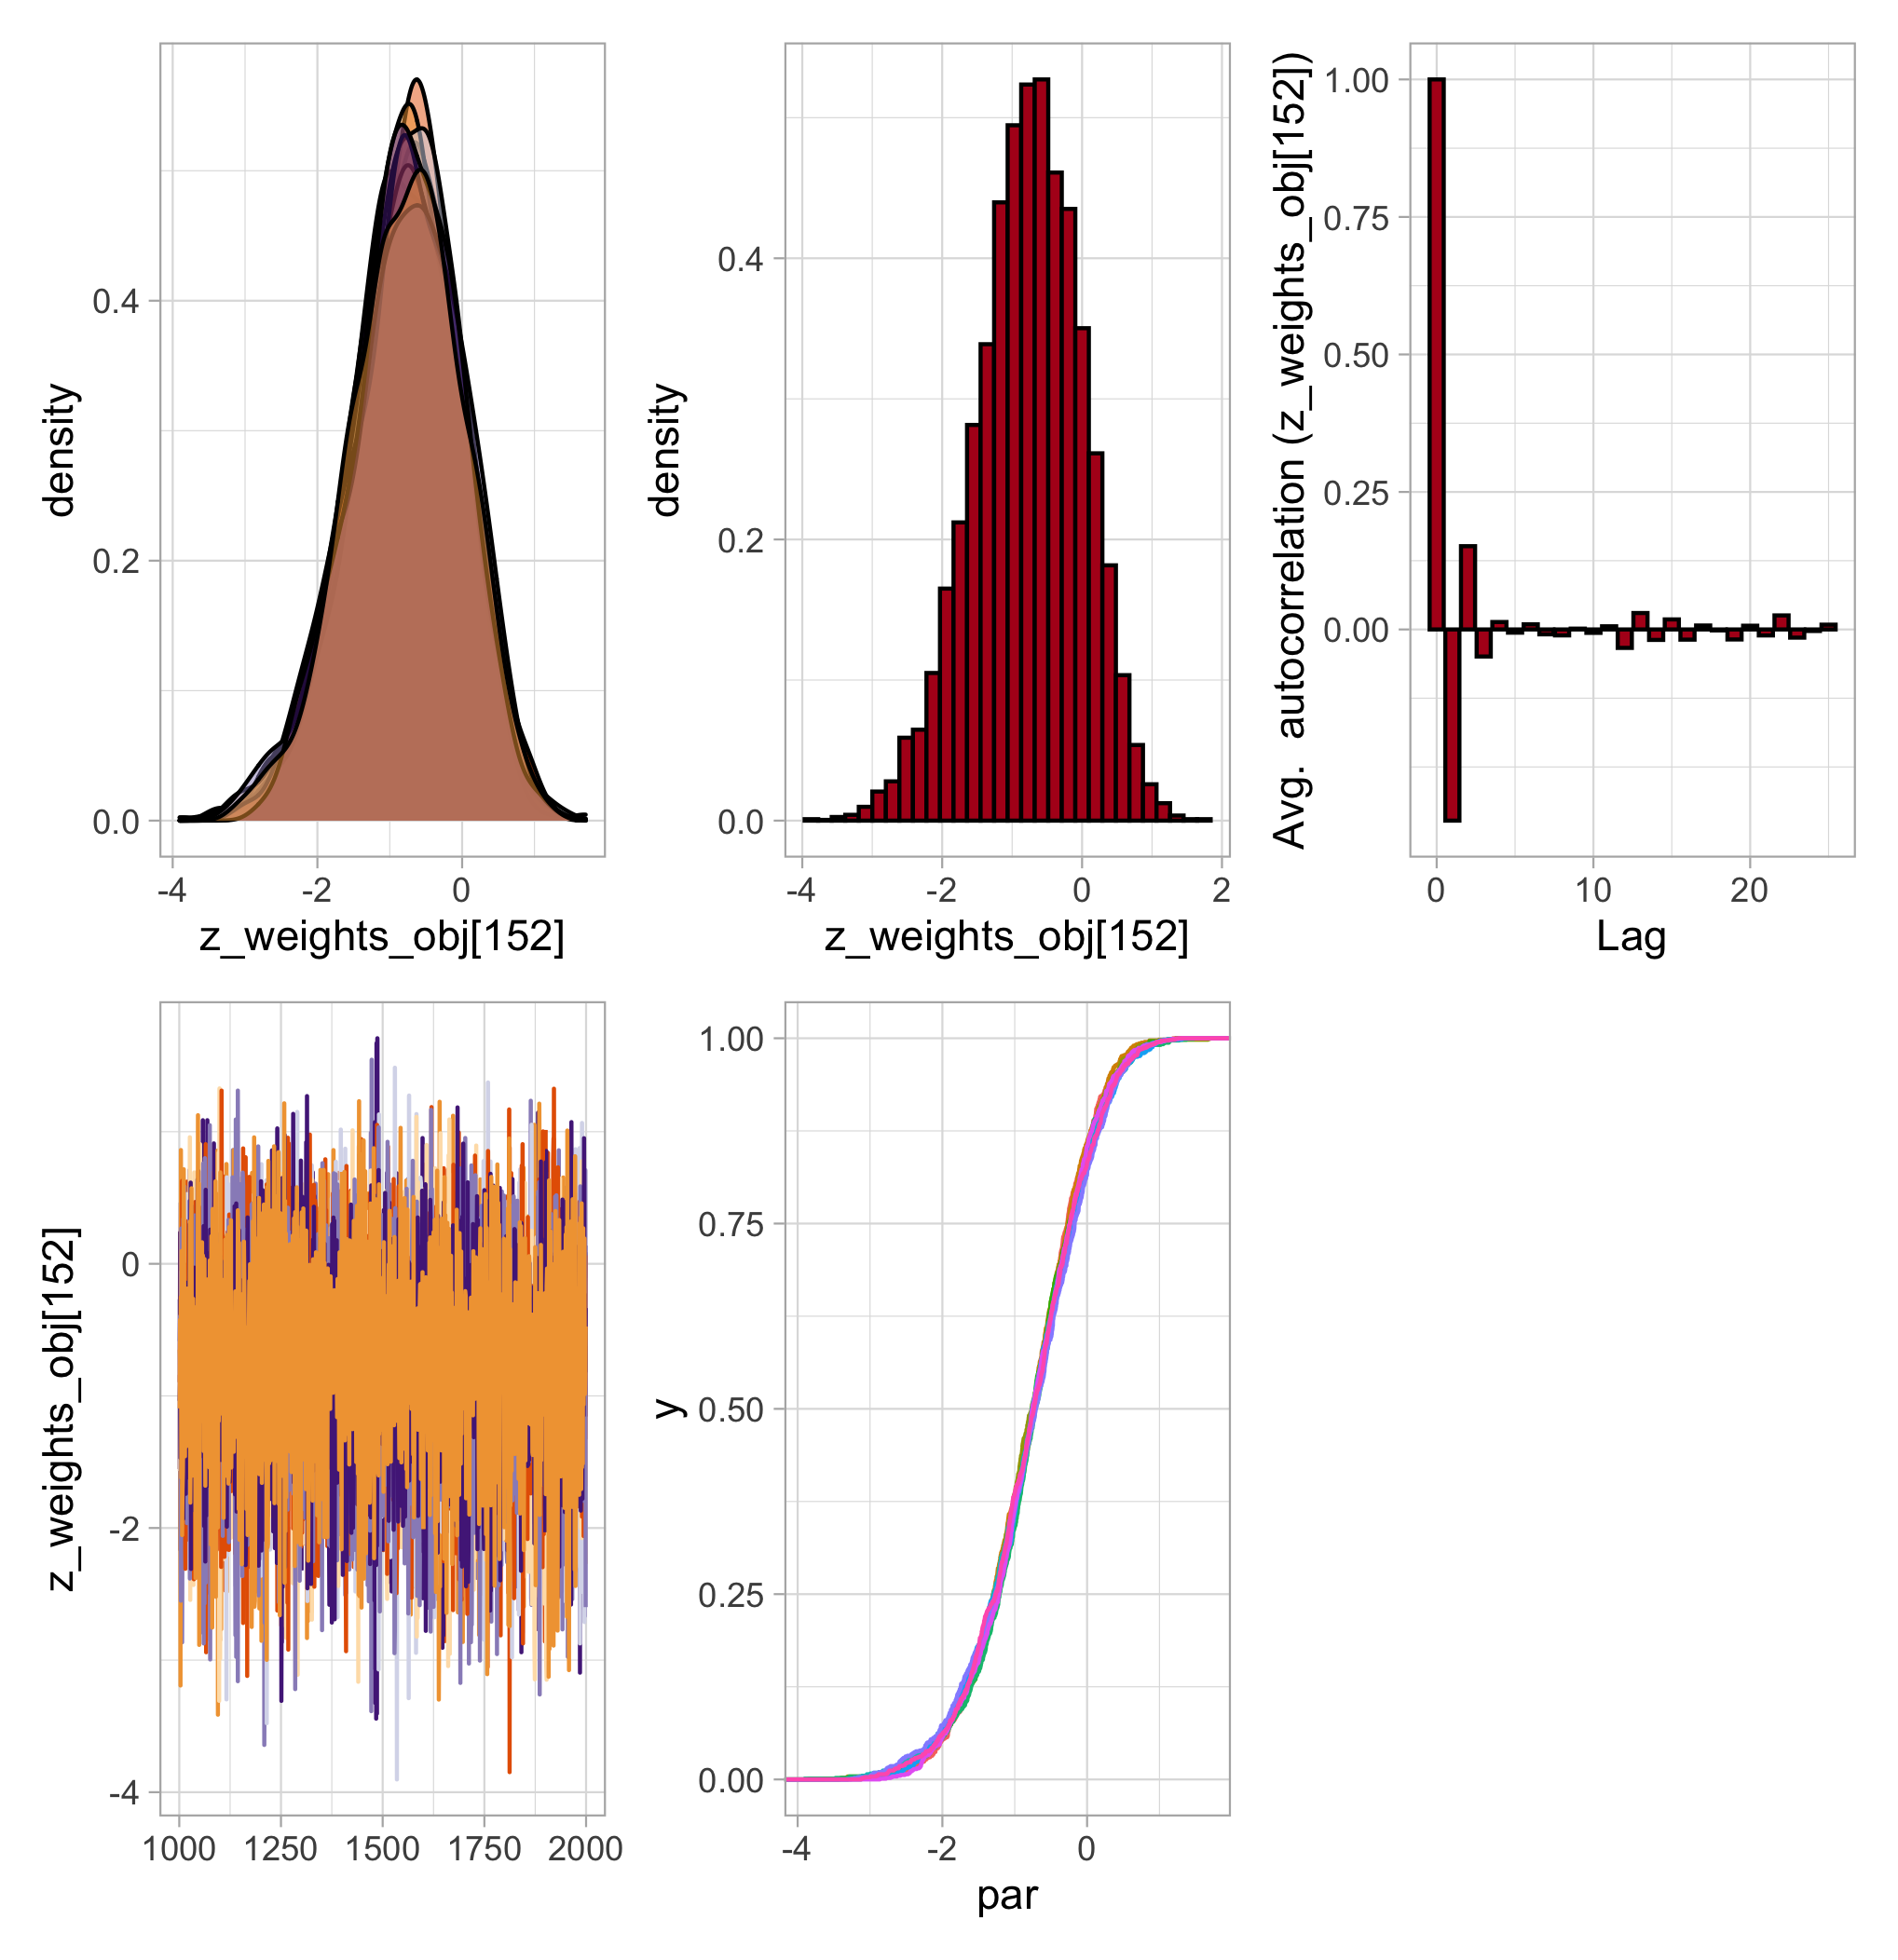 density
0.4
0.2
0.0
-4 -2 0
z_weights_obj[152]
density
0.4
0.2
0.0
-4 -2 0 2
z_weights_obj[152]
Avg. autocorrelation (z_weights_obj[152])
1.00
0.75
0.50
0.25
0.00
0 10 20
Lag
z_weights_obj[152]
0
-2
-4
1000 1250 1500 1750 2000
y
1.00
0.75
0.50
0.25
0.00
-4 -2 0
par